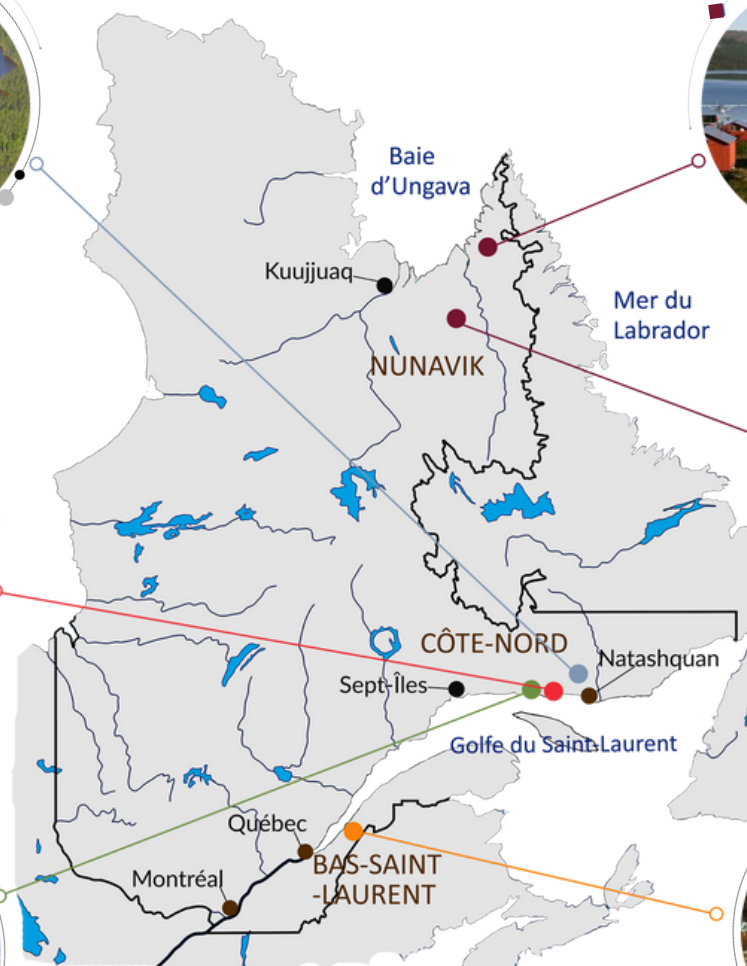 Baie
d'Ungava
Kuujjuaq
Mer du
Labrador
NUNAVIK
CÔTE-NORD
Natashquan
Sept-Îles
Golfe du Saint-Laurent
Québec
BAS-SAINT
-LAURENT
Montréal